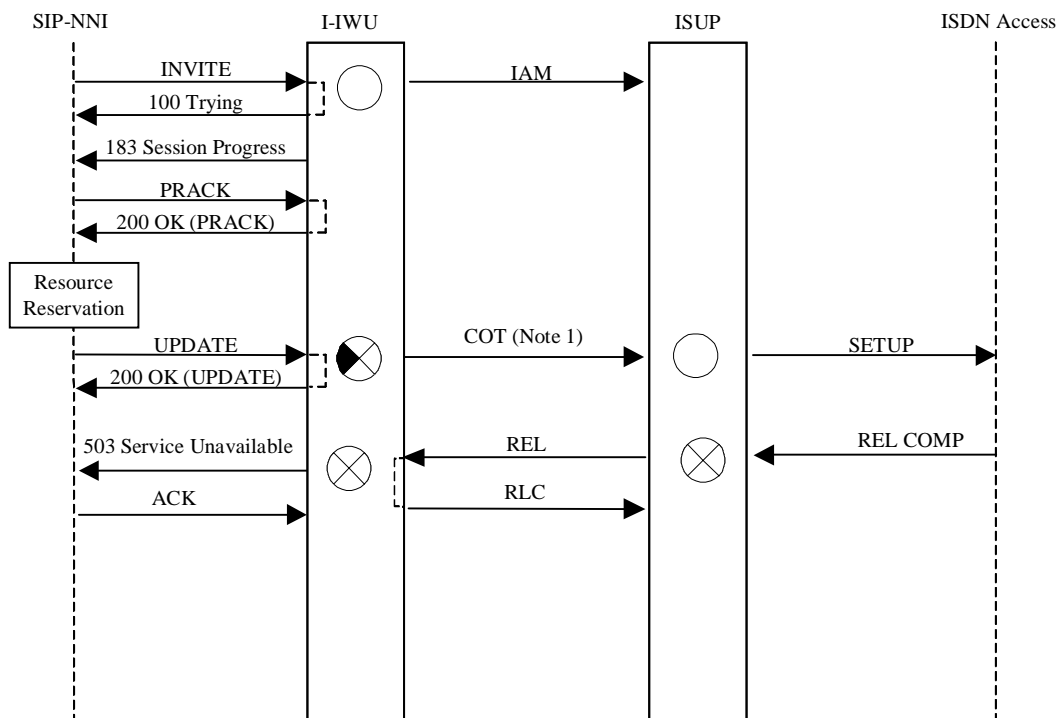 SIP-NNI
I-IWU
ISUP
ISDN Access
INVITE
IAM
100 Trying
183 Session Progress
PRACK
200 OK (PRACK)
Resource
Reservation
UPDATE
COT (Note 1)
SETUP
200 OK (UPDATE)
503 Service Unavailable
REL
REL COMP
ACK
RLC